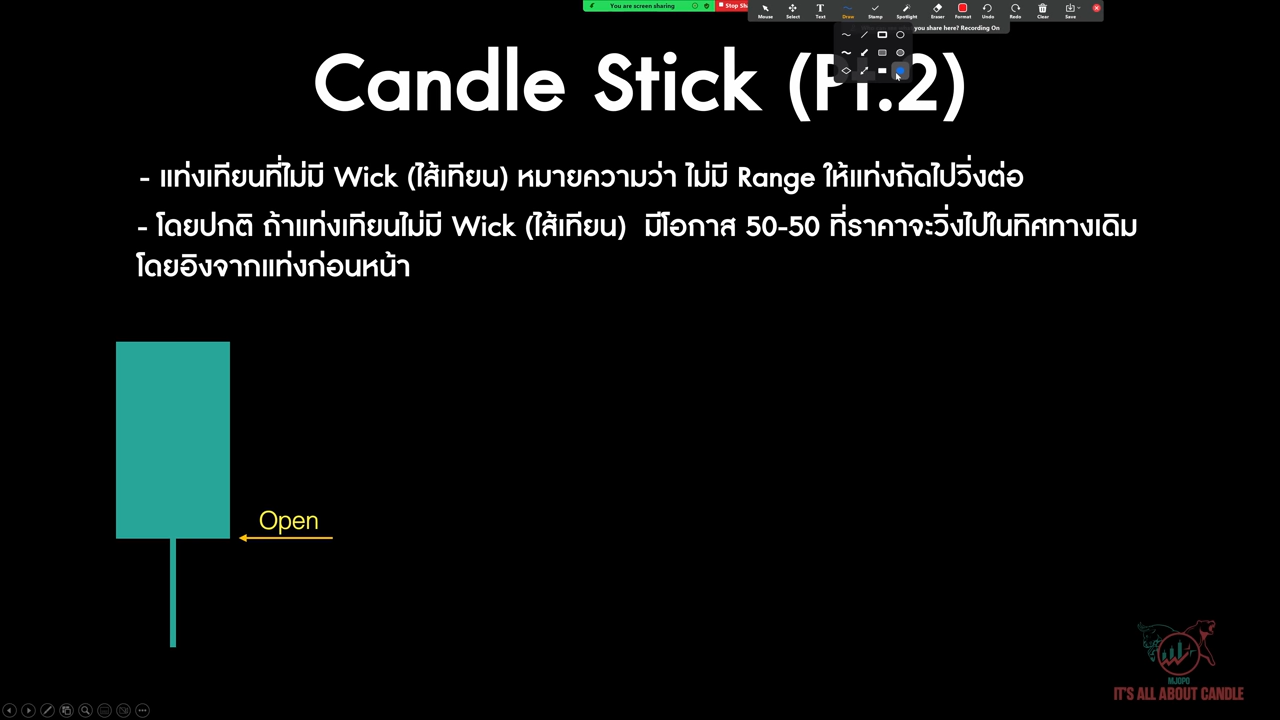 You are screen sharing
Stop Sh
Mouse
Select
Text
Draw
Stamp
Spotlight
Eraser
Format
Undo
Redo
Clear
Save
you share here? Recording On
Candle Stick (Pt.2)
- แท่งเทียนที่ไม่มี Wick (ไส้เทียน) หมายความว่า ไม่มี Range ให้แท่งถัดไปวิ่งต่อ
- โดยปกติ ถ้าแท่งเทียนไม่มี Wick (ไส้เทียน) มีโอกาส 50-50 ที่ราคาจะวิ่งไปในทิศทางเดิม
โดยอิงจากแท่งก่อนหน้า
Open
MJOPO
IT'S ALL ABOUT CANDLE